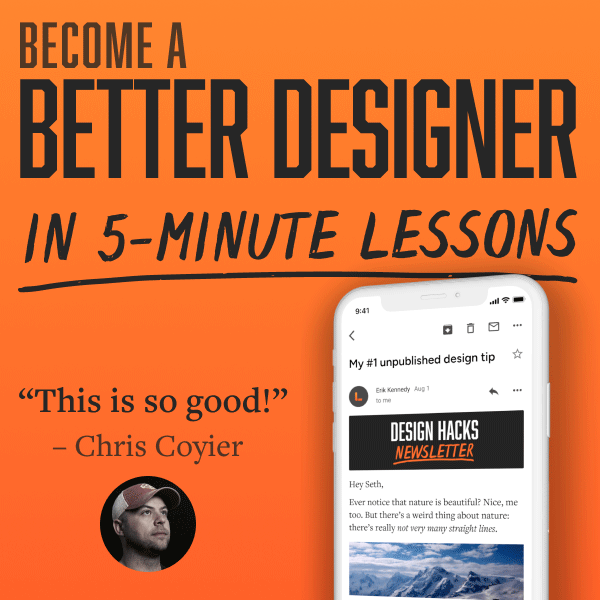 BECOME A
BETTER DESIGNER
IN 5-MINUTE LESSONS
“This is so good!”
– Chris Coyier
9:41
My #1 unpublished design tip
L
Erik Kennedy Aug 1
to me
DESIGN HACKS
NEWSLETTER
Hey Seth,
Ever notice that nature is beautiful? Nice, me
too. But there’s a weird thing about nature:
there’s really not very many straight lines.